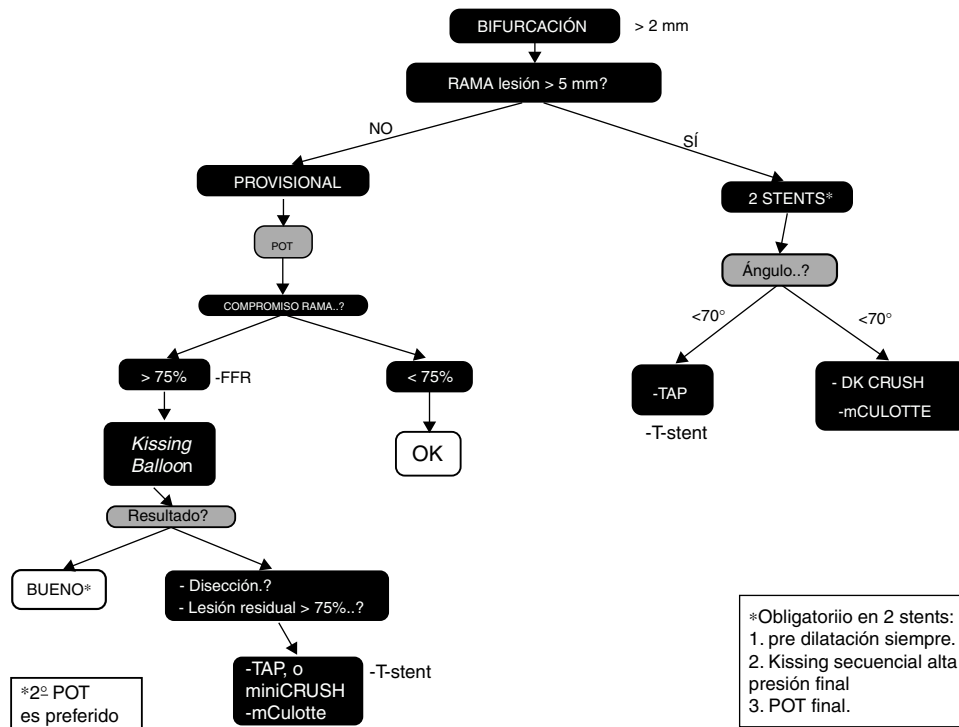 BIFURCACIÓN > 2 mm
RAMA lesión > 5 mm?
NO
SÍ
PROVISIONAL
2 STENTS*
POT
Ángulo..?
COMPROMISO RAMA..?
<70°
<70°
> 75% -FFR
< 75%
-TAP
- DK CRUSH
-mCULOTTE
-T-stent
Kissing
Balloon
OK
Resultado?
BUENO*
- Disección.?
- Lesión residual > 75%..?
-TAP, o
miniCRUSH
-mCulotte
-T-stent
*2º POT
es preferido
*Obligatoriio en 2 stents:
1. pre dilatación siempre.
2. Kissing secuencial alta
presión final
3. POT final.